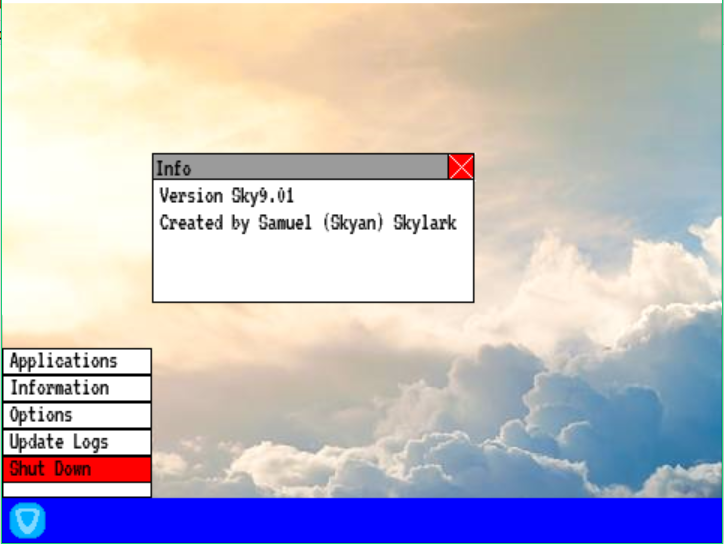 Info
Version Sky9.01
Created by Samuel (Skyan) Skylark
Applications
Information
Options
Update Logs
Shut Down